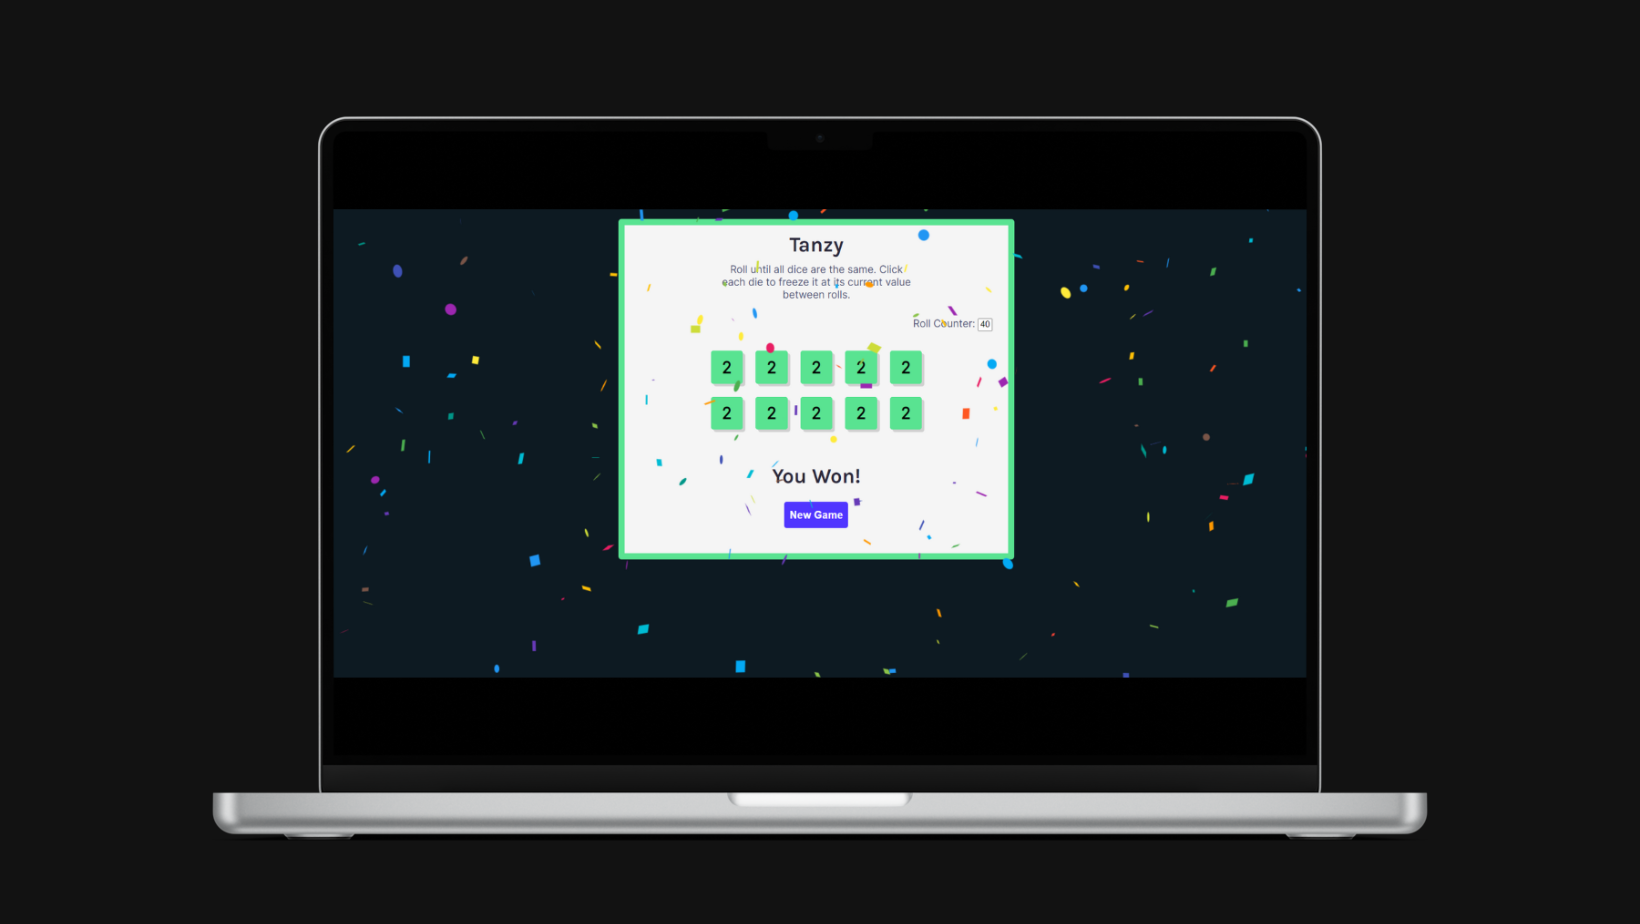 Tanzy
Roll until all dice are the same. Click
each die to freeze it at its current value
between rolls.
Roll Counter: 40
2 2 2 2 2
2 2 2 2 2
You Won!
New Game